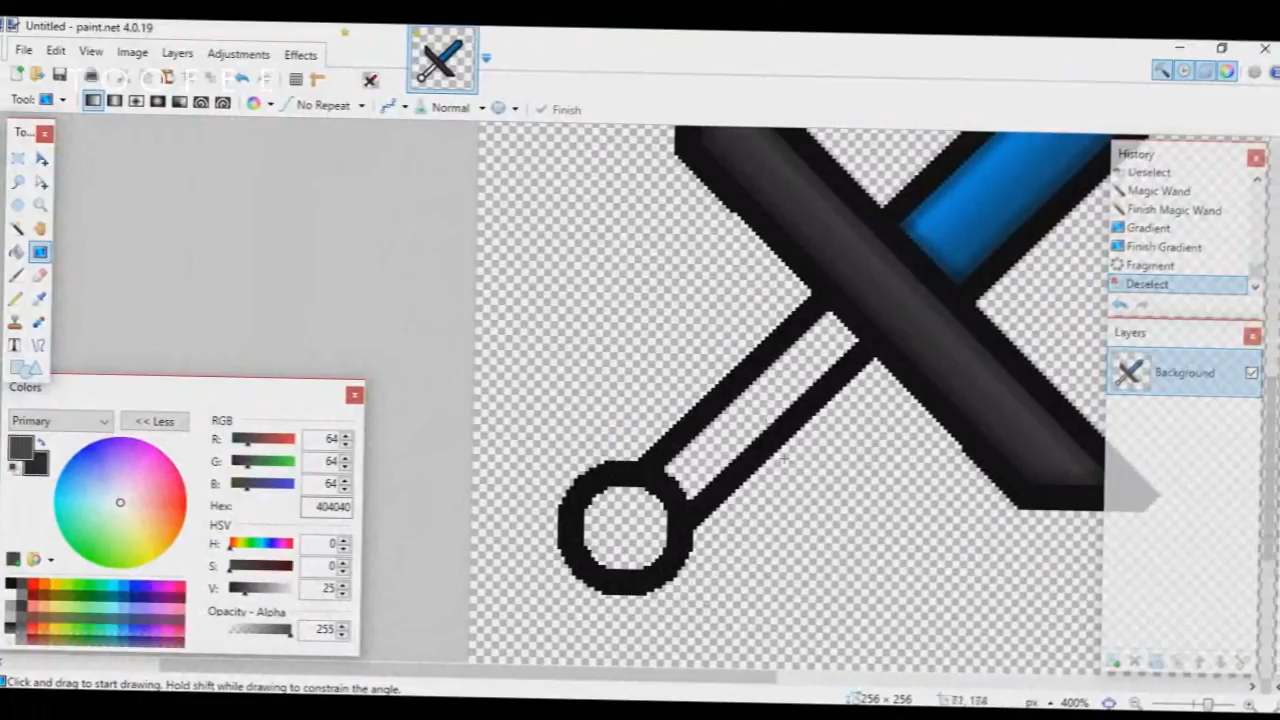 Untitled - paint.net 4.0.19
File Edit View Image Layers Adjustments Effects
TOOFEE
Tool: No Repeat Normal Finish
To...
History
Deselect
Magic Wand
Finish Magic Wand
Gradient
Finish Gradient
Fragment
Deselect
Layers
Background
Colors
Primary << Less
RGB
R: 64
G: 64
B: 64
Hex: 404040
HSV
H: 0
S: 0
V: 25
Opacity - Alpha
255
Click and drag to start drawing. Hold shift while drawing to constrain the angle.
256 × 256 px 400%